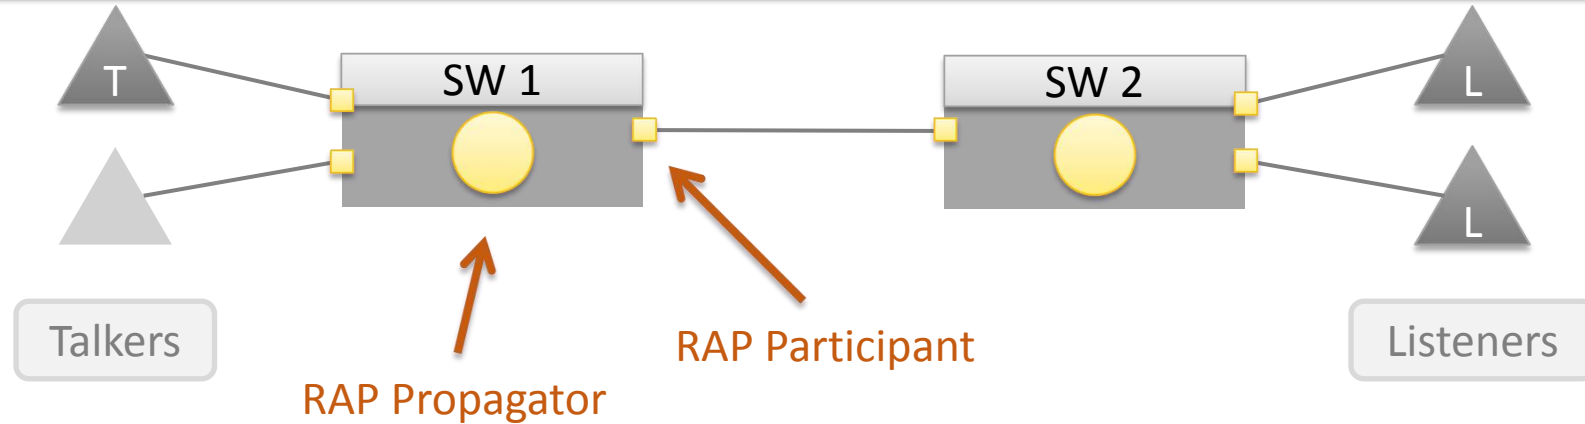 T
SW 1
SW 2
L
L
Talkers
RAP Propagator
RAP Participant
Listeners